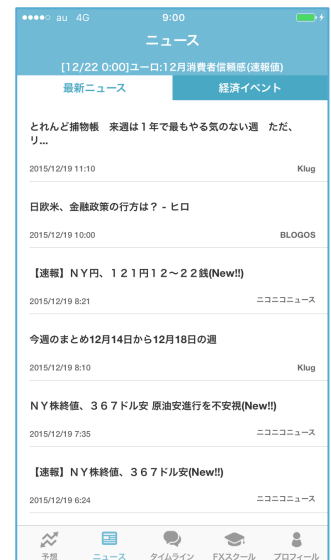 au 4G 9:00
ニュース
[12/22 0:00]ユーロ:12月消費者信頼感(速報値)
最新ニュース 経済イベント
とれんど捕物帳 来週は１年で最もやる気のない週 ただ、
リ...
2015/12/19 11:10 Klug
日欧米、金融政策の行方は？ - ヒロ
2015/12/19 10:00 BLOGOS
【速報】ＮＹ円、１２１円１２〜２２銭(New!!)
2015/12/19 8:21 ニコニコニュース
今週のまとめ12月14日から12月18日の週
2015/12/19 8:10 Klug
ＮＹ株終値、３６７ドル安 原油安進行を不安視(New!!)
2015/12/19 7:35 ニコニコニュース
【速報】ＮＹ株終値、３６７ドル安(New!!)
2015/12/19 6:24 ニコニコニュース
予想 ニュース タイムライン FXスクール プロフィール